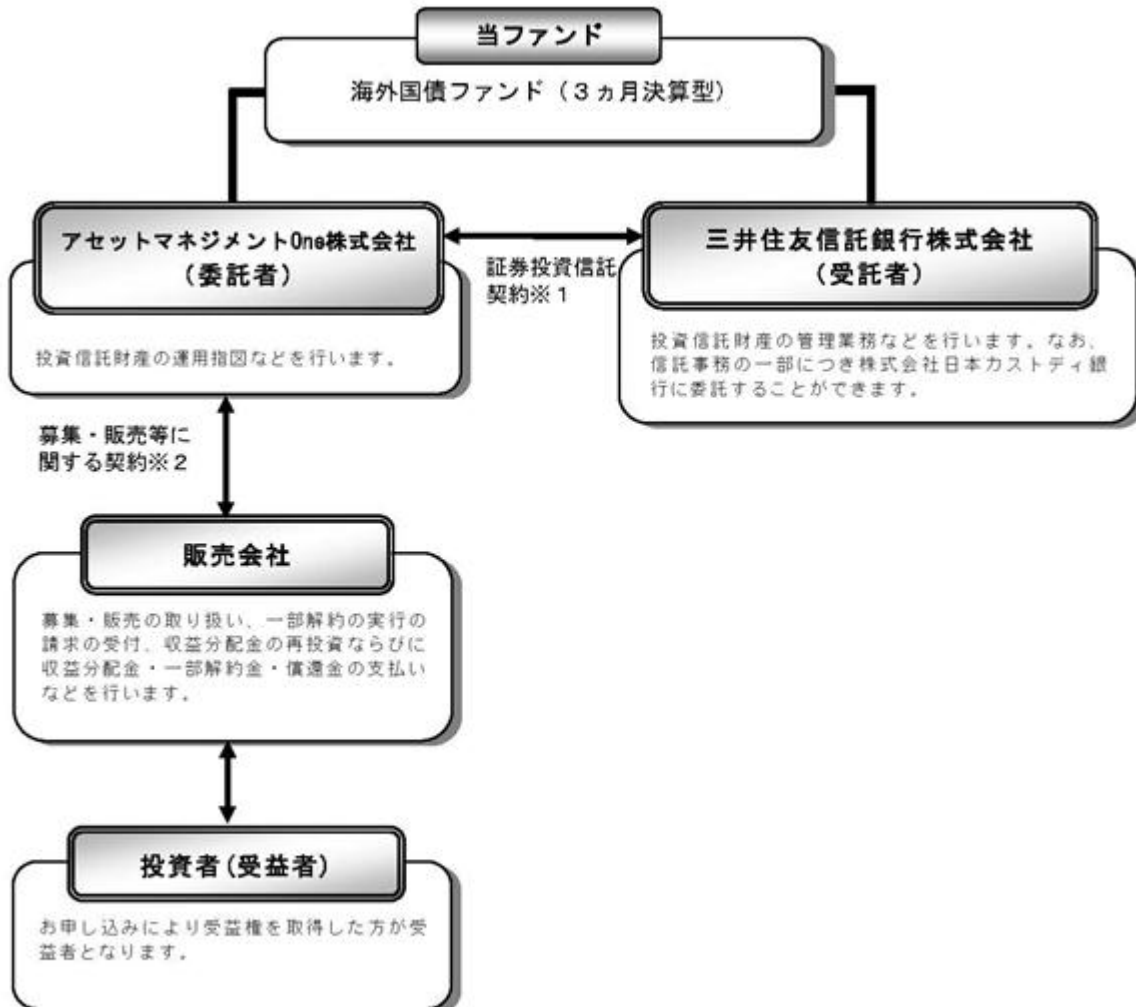 当ファンド
海外国債ファンド（３ヵ月決算型）
アセットマネジメントOne株式会社
（委託者）
投資信託財産の運用指図などを行います。
証券投資信託
契約※１
三井住友信託銀行株式会社
（受託者）
投資信託財産の管理業務などを行います。なお、
信託事務の一部につき株式会社日本カストディ銀
行に委託することができます。
募集・販売等に
関する契約※２
販売会社
募集・販売の取り扱い、一部解約の実行の
請求の受付、収益分配金の再投資ならびに
収益分配金・一部解約金・償還金の支払い
などを行います。
投資者(受益者)
お申し込みにより受益権を取得した方が受
益者となります。